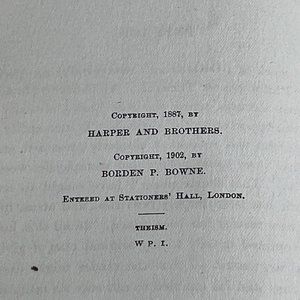 COPYRIGHT, 1887, BY
HARPER AND BROTHERS.
COPYRIGHT, 1902, BY
BORDEN P. BOWNE.
ENTERED AT STATIONERS' HALL, LONDON.
THEISM.
W P. I.